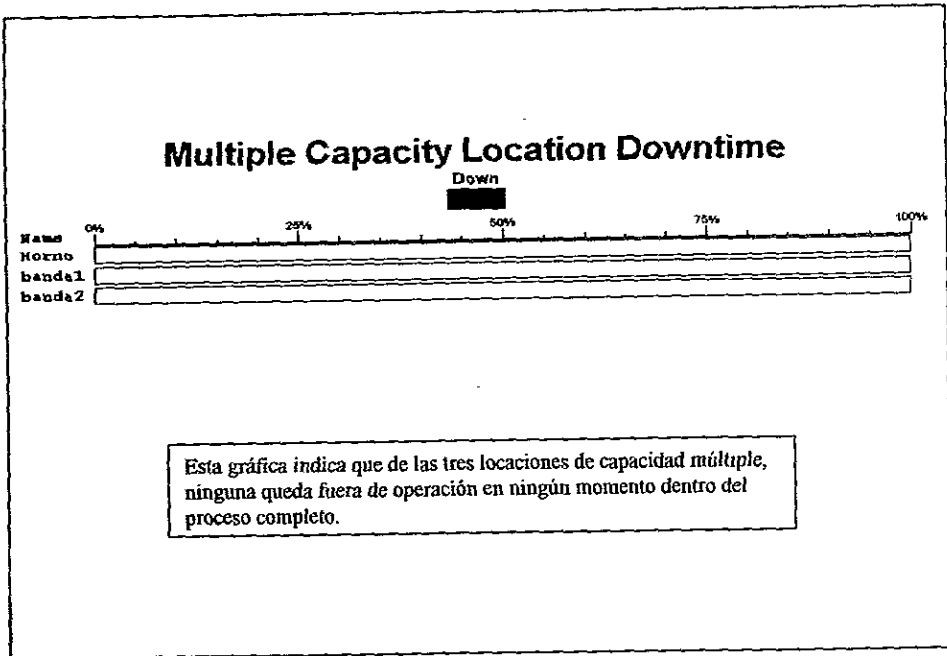 Multiple Capacity Location Downtime
Down
Name 0% 25% 50% 75% 100%
Horno
banda1
banda2
Esta gráfica indica que de las tres locaciones de capacidad múltiple,
ninguna queda fuera de operación en ningún momento dentro del
proceso completo.